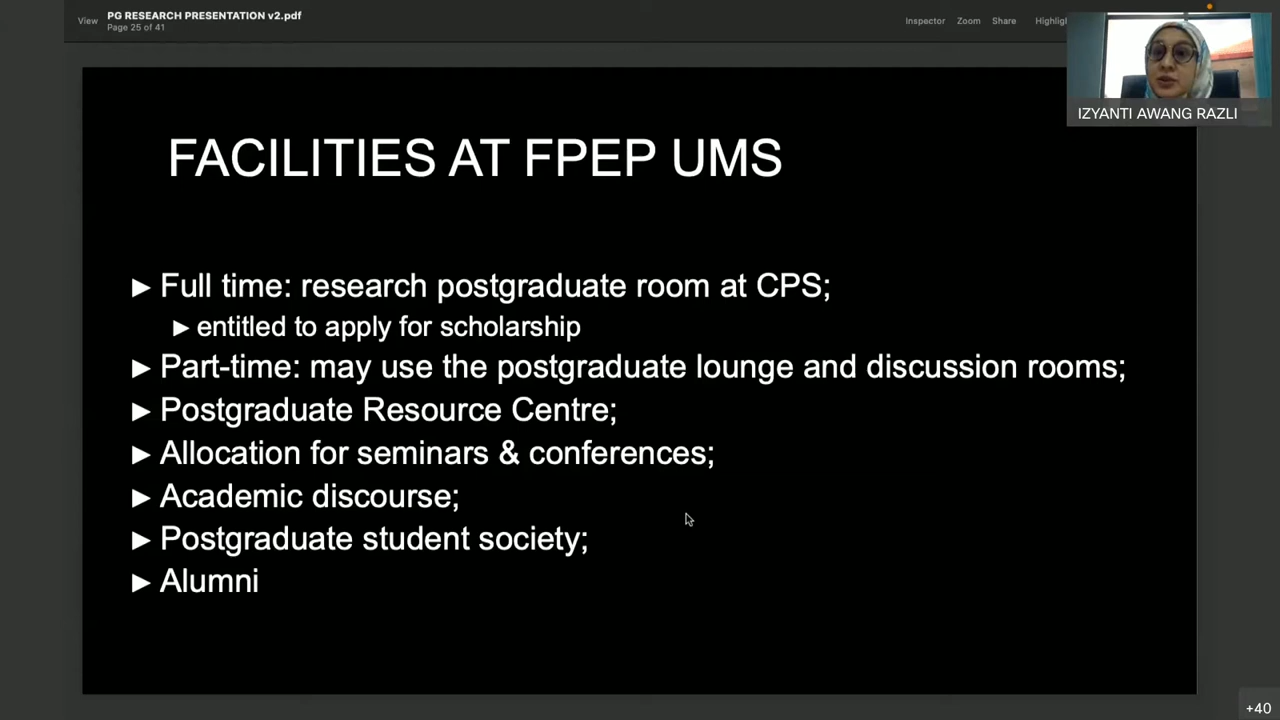 View
PG RESEARCH PRESENTATION v2.pdf
Page 25 of 41
Inspector
Zoom
Share
IZYANTI AWANG RAZLI
FACILITIES AT FPEP UMS
► Full time: research postgraduate room at CPS;
► entitled to apply for scholarship
► Part-time: may use the postgraduate lounge and discussion rooms;
► Postgraduate Resource Centre;
► Allocation for seminars & conferences;
► Academic discourse;
► Postgraduate student society;
► Alumni
+40